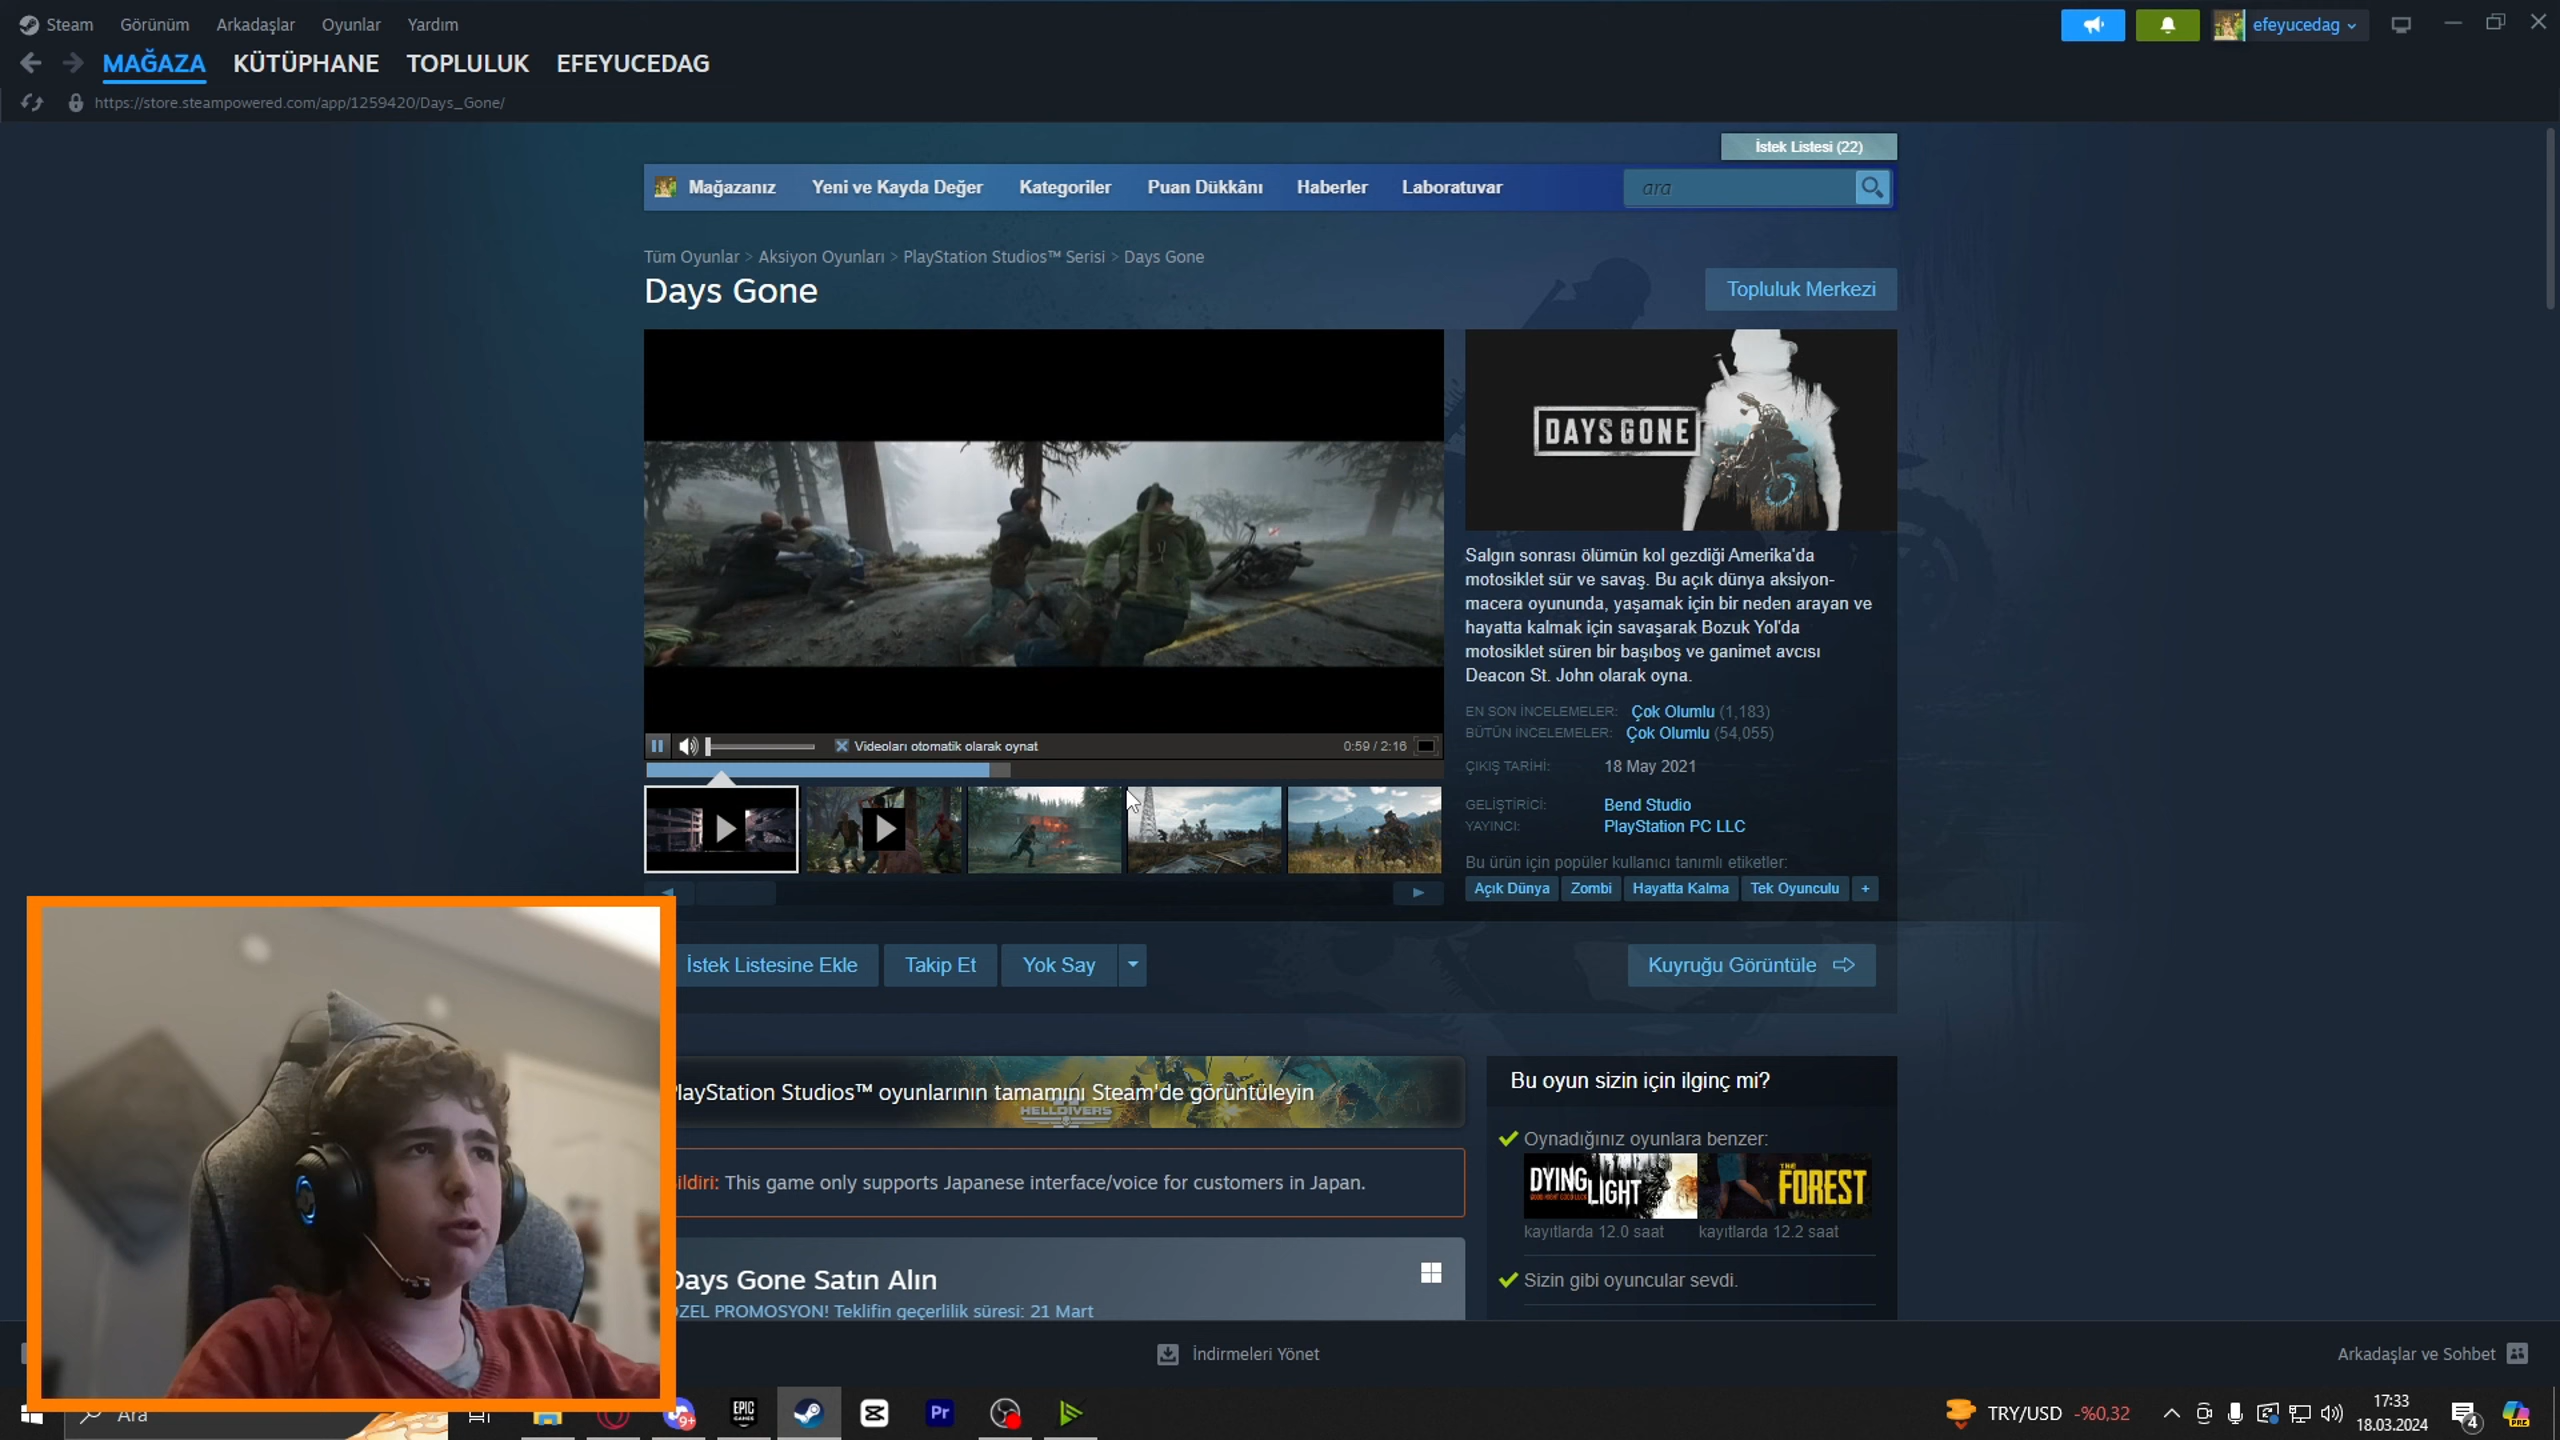 Steam Görünüm Arkadaşlar Oyunlar Yardım
efeyucedag
MAĞAZA KÜTÜPHANE TOPLULUK EFEYUCEDAG
https://store.steampowered.com/app/1259420/Days_Gone/
İstek Listesi (22)
Mağazanız Yeni ve Kayda Değer Kategoriler Puan Dükkânı Haberler Laboratuvar
ara
Tüm Oyunlar > Aksiyon Oyunları > PlayStation Studios™ Serisi > Days Gone
Days Gone
Topluluk Merkezi
DAYS GONE
Salgın sonrası ölümün kol gezdiği Amerika'da
motosiklet sür ve savaş. Bu açık dünya aksiyon-
macera oyununda, yaşamak için bir neden arayan ve
hayatta kalmak için savaşarak Bozuk Yol'da
motosiklet süren bir başıboş ve ganimet avcısı
Deacon St. John olarak oyna.
EN SON İNCELEMELER: Çok Olumlu (1,183)
BÜTÜN İNCELEMELER: Çok Olumlu (54,055)
ÇIKIŞ TARİHİ: 18 May 2021
GELİŞTİRİCİ: Bend Studio
YAYINCI: PlayStation PC LLC
Bu ürün için popüler kullanıcı tanımlı etiketler:
Açık Dünya Zombi Hayatta Kalma Tek Oyunculu +
Videoları otomatik olarak oynat
0:59 / 2:16
İstek Listesine Ekle Takip Et Yok Say
Kuyruğu Görüntüle
PlayStation Studios™ oyunlarının tamamını Steam'de görüntüleyin
HELLDIVERS
ildiri: This game only supports Japanese interface/voice for customers in Japan.
Days Gone Satın Alın
ÖZEL PROMOSYON! Teklifin geçerlilik süresi: 21 Mart
Bu oyun sizin için ilginç mi?
Oynadığınız oyunlara benzer:
DYING LIGHT
THE FOREST
kayıtlarda 12.0 saat kayıtlarda 12.2 saat
Sizin gibi oyuncular sevdi.
İndirmeleri Yönet
Arkadaşlar ve Sohbet
Ara
9+
EPIC GAMES
Pr
TRY/USD -%0,32
17:33
18.03.2024
4
PRE